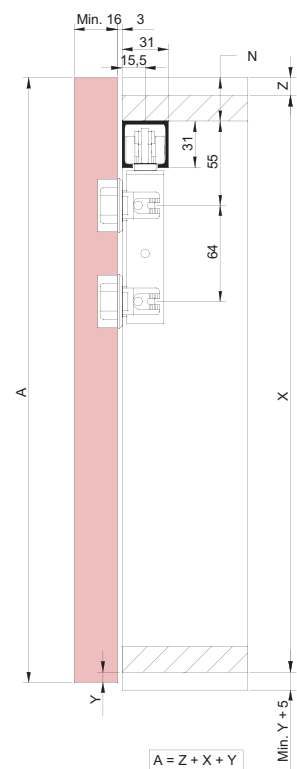 Min. 16
3
31
15,5
N
Z
55
31
64
A
X
Y
Min. Y + 5
A = Z + X + Y